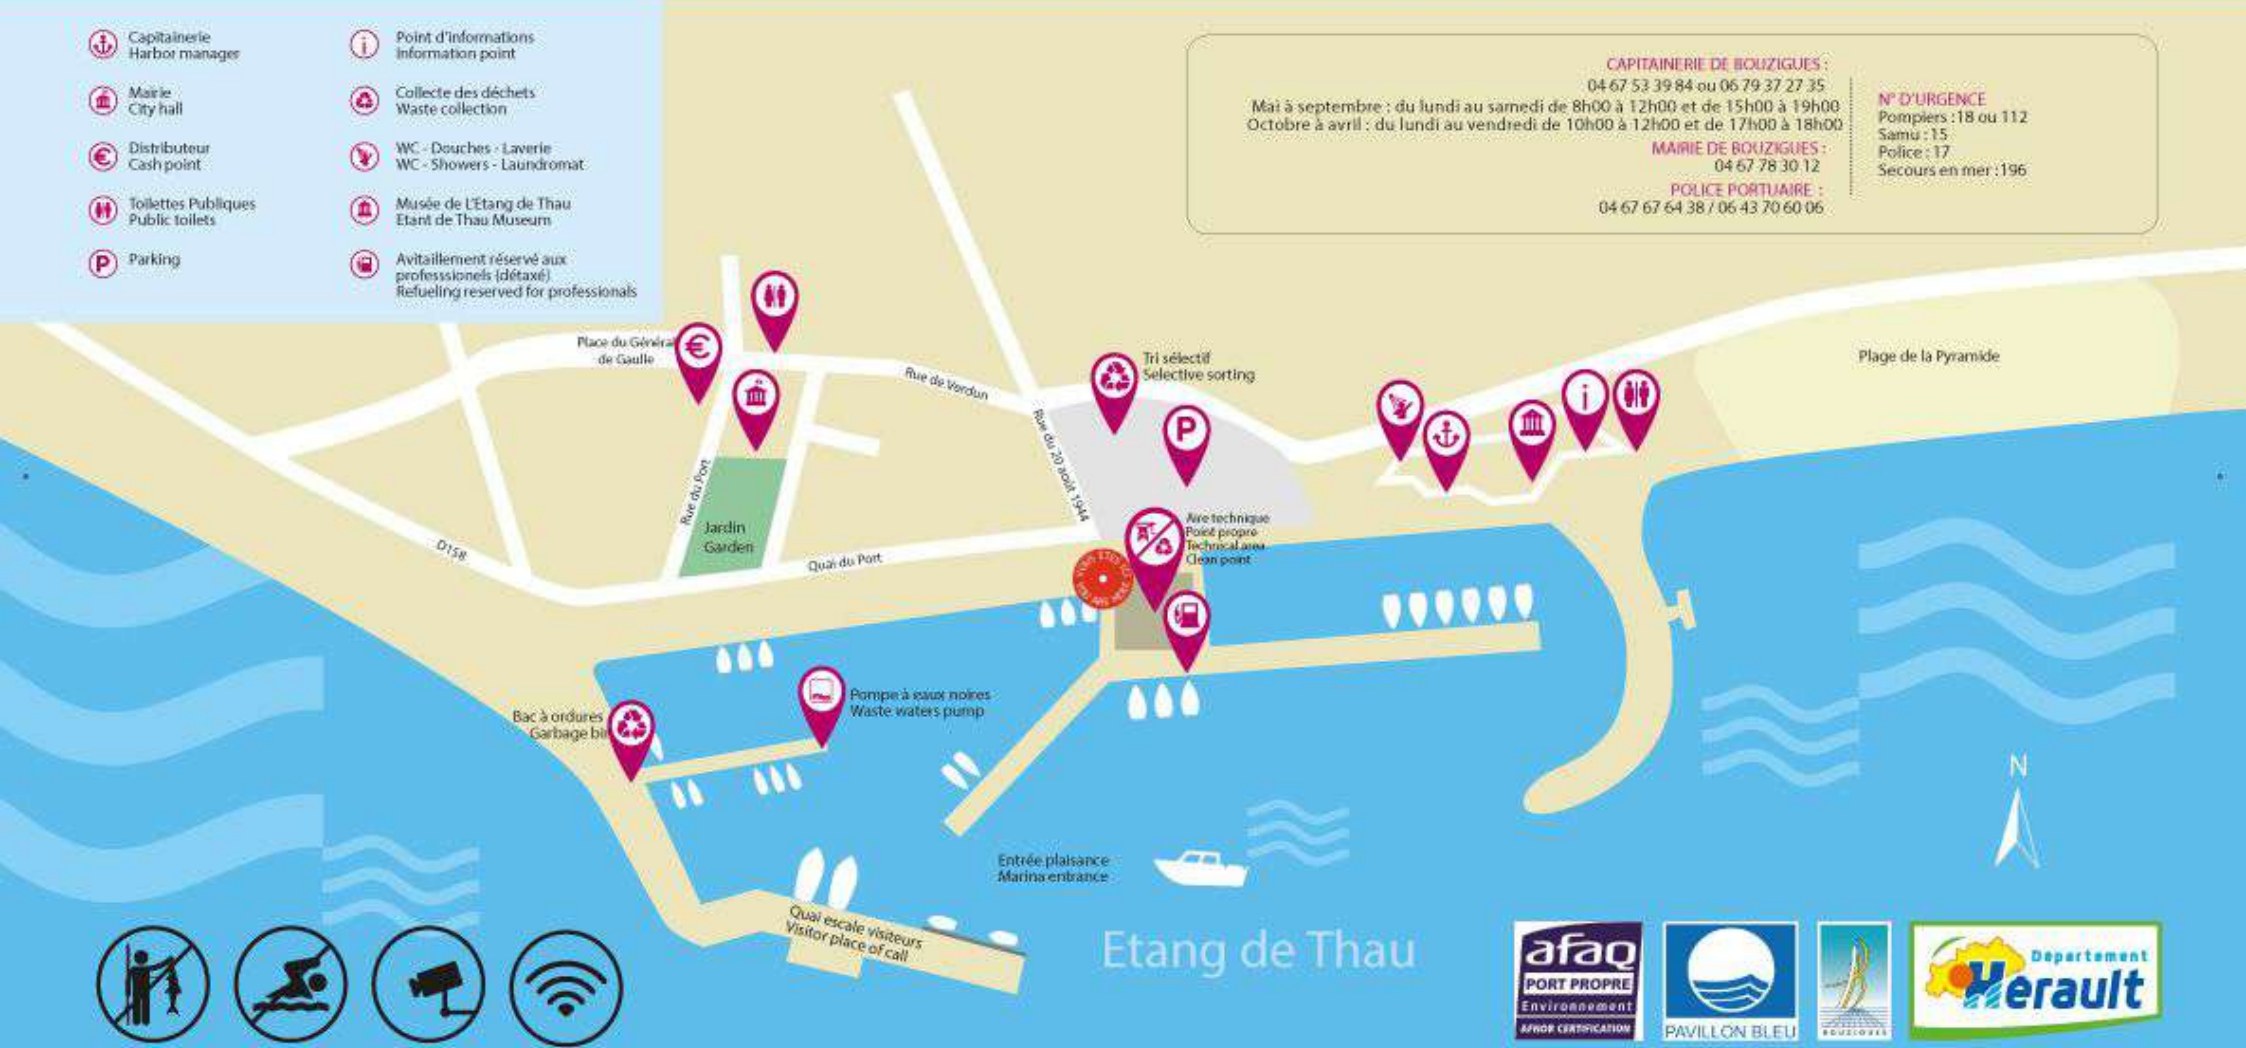 Capitainerie
Harbor manager
Mairie
City hall
Distributeur
Cash point
Toilettes Publiques
Public toilets
P
Parking
i
Point d'informations
Information point
Collecte des déchets
Waste collection
WC - Douches - Laverie
WC - Showers - Laundromat
Musée de L'Etang de Thau
Etant de Thau Museum
Avitaillement réservé aux
professsionels (détaxé)
Refueling reserved for professionals
CAPITAINERIE DE BOUZIGUES :
04 67 53 39 84 ou 06 79 37 27 35
Mai à septembre : du lundi au samedi de 8h00 à 12h00 et de 15h00 à 19h00
Octobre à avril : du lundi au vendredi de 10h00 à 12h00 et de 17h00 à 18h00
MAIRIE DE BOUZIGUES :
04 67 78 30 12
POLICE PORTUAIRE :
04 67 67 64 38 / 06 43 70 60 06
N° D'URGENCE
Pompiers :18 ou 112
Samu : 15
Police : 17
Secours en mer :196
Place du Général
de Gaulle
€
Rue de Verdun
Tri sélectif
Selective sorting
P
i
Plage de la Pyramide
Rue du Port
Rue du 20 août 1944
Jardin
Garden
D158
Quai du Port
Aire technique
Point propre
Technical area
Clean point
VOUS ETES ICI
YOU ARE HERE
Pompe à eaux noires
Waste waters pump
Bac à ordures
Garbage bin
N
Entrée plaisance
Marina entrance
Quai escale visiteurs
Visitor place of call
Etang de Thau
afaq
PORT PROPRE
Environnement
AFNOR CERTIFICATION
PAVILLON BLEU
BOUZIGUES
Departement
Herault